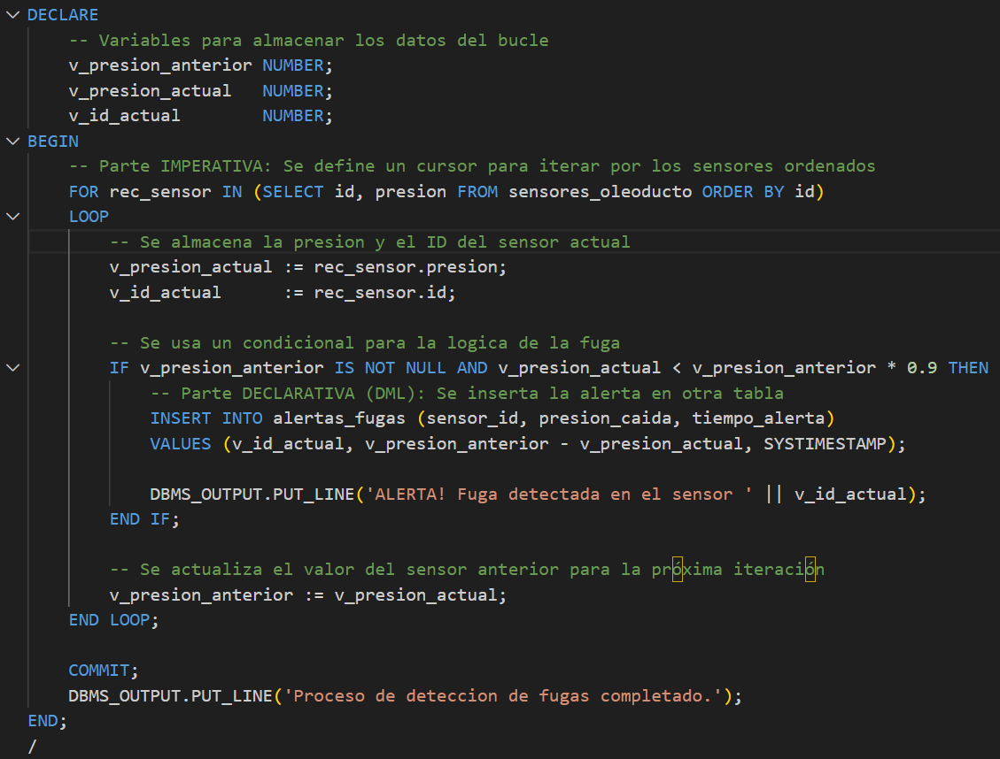 DECLARE
    -- Variables para almacenar los datos del bucle
    v_presion_anterior NUMBER;
    v_presion_actual   NUMBER;
    v_id_actual        NUMBER;
BEGIN
    -- Parte IMPERATIVA: Se define un cursor para iterar por los sensores ordenados
    FOR rec_sensor IN (SELECT id, presion FROM sensores_oleoducto ORDER BY id)
    LOOP
        -- Se almacena la presion y el ID del sensor actual
        v_presion_actual := rec_sensor.presion;
        v_id_actual      := rec_sensor.id;

        -- Se usa un condicional para la logica de la fuga
        IF v_presion_anterior IS NOT NULL AND v_presion_actual < v_presion_anterior * 0.9 THEN
            -- Parte DECLARATIVA (DML): Se inserta la alerta en otra tabla
            INSERT INTO alertas_fugas (sensor_id, presion_caida, tiempo_alerta)
            VALUES (v_id_actual, v_presion_anterior - v_presion_actual, SYSTIMESTAMP);

            DBMS_OUTPUT.PUT_LINE('ALERTA! Fuga detectada en el sensor ' || v_id_actual);
        END IF;

        -- Se actualiza el valor del sensor anterior para la próxima iteración
        v_presion_anterior := v_presion_actual;
    END LOOP;

    COMMIT;
    DBMS_OUTPUT.PUT_LINE('Proceso de deteccion de fugas completado.');
END;
/